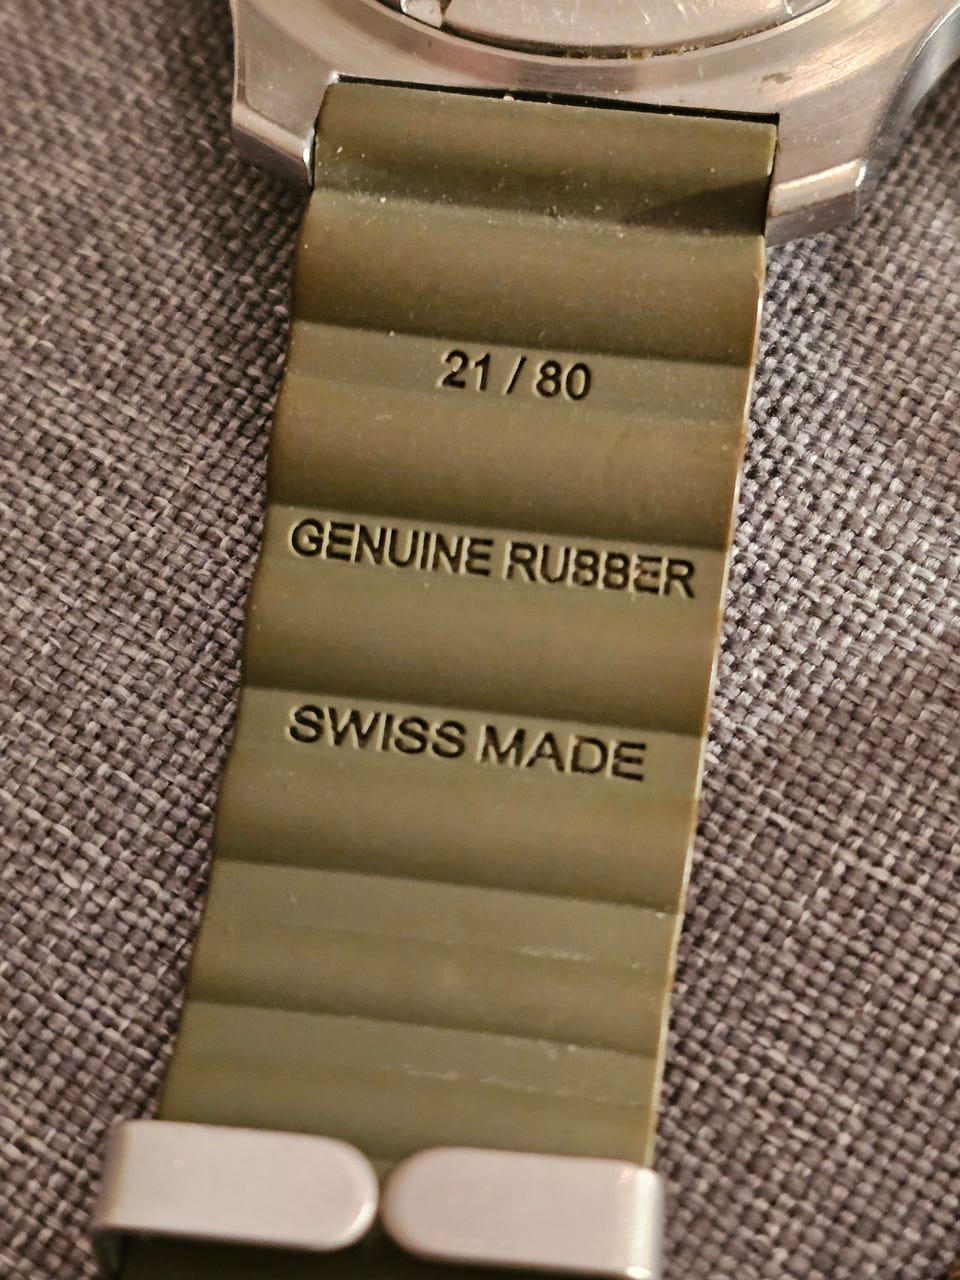 21 / 80
GENUINE RUBBER
SWISS MADE